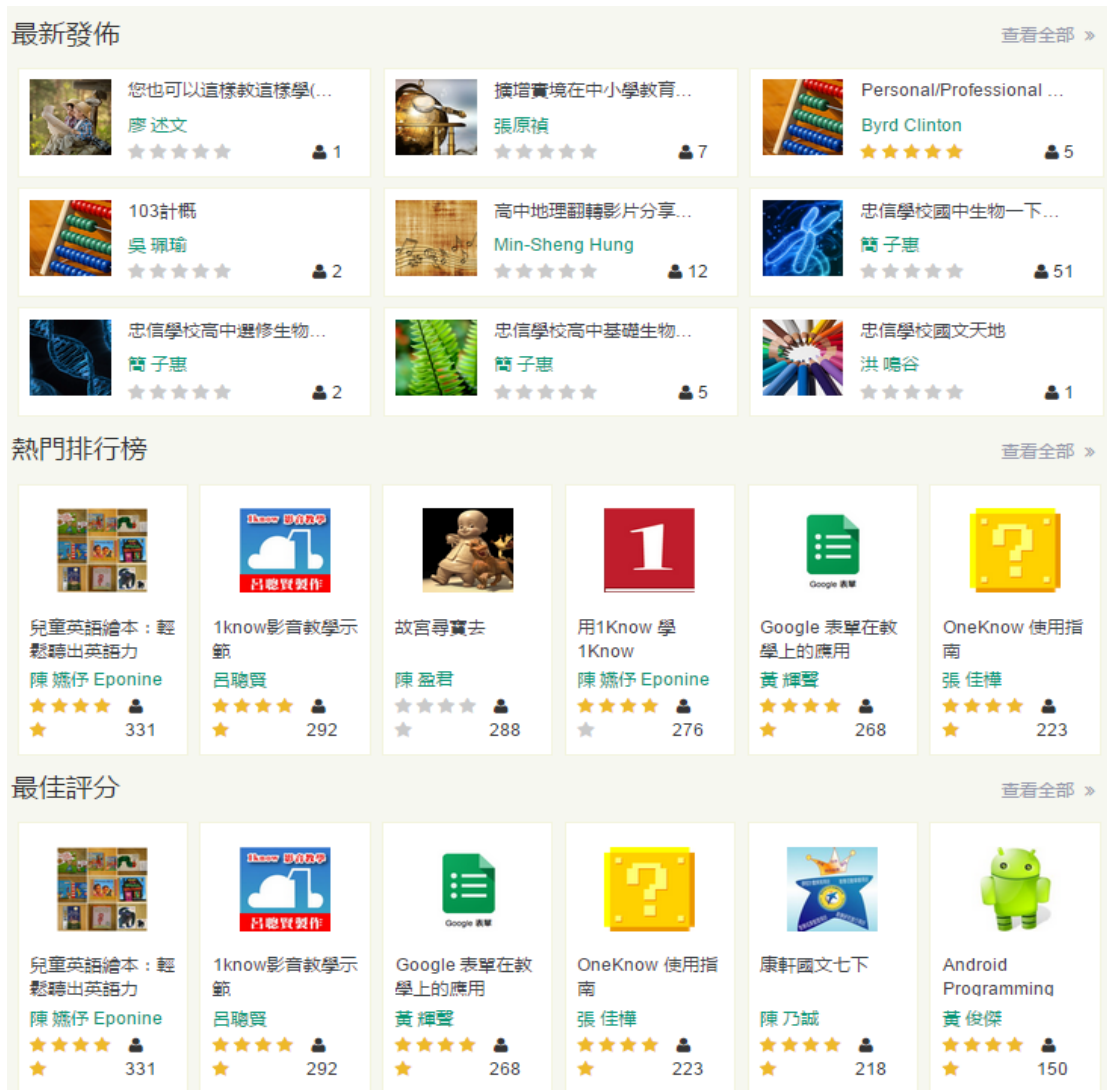 最新發佈
查看全部 »
您也可以這樣教這樣學(...
廖 述文
1
擴增實境在中小學教育...
張原禎
7
Personal/Professional ...
Byrd Clinton
5
103計概
吳 珮瑜
2
高中地理翻轉影片分享...
Min-Sheng Hung
12
忠信學校國中生物一下...
簡 子惠
51
忠信學校高中選修生物...
簡 子惠
2
忠信學校高中基礎生物...
簡 子惠
5
忠信學校國文天地
洪 鳴谷
1
熱門排行榜
查看全部 »
兒童英語繪本：輕
鬆聽出英語力
陳 嬿伃 Eponine
331
1know 影音教學
1
呂聰賢製作
1know影音教學示
範
呂聰賢
292
故宮尋寶去
陳 盈君
288
1
用1Know 學
1Know
陳 嬿伃 Eponine
276
Google 表單
Google 表單在教
學上的應用
黃 輝聲
268
?
OneKnow 使用指
南
張 佳樺
223
最佳評分
查看全部 »
兒童英語繪本：輕
鬆聽出英語力
陳 嬿伃 Eponine
331
1know 影音教學
1
呂聰賢製作
1know影音教學示
範
呂聰賢
292
Google 表單
Google 表單在教
學上的應用
黃 輝聲
268
?
OneKnow 使用指
南
張 佳樺
223
康軒國文七下
陳 乃誠
218
Android
Programming
黃 俊傑
150